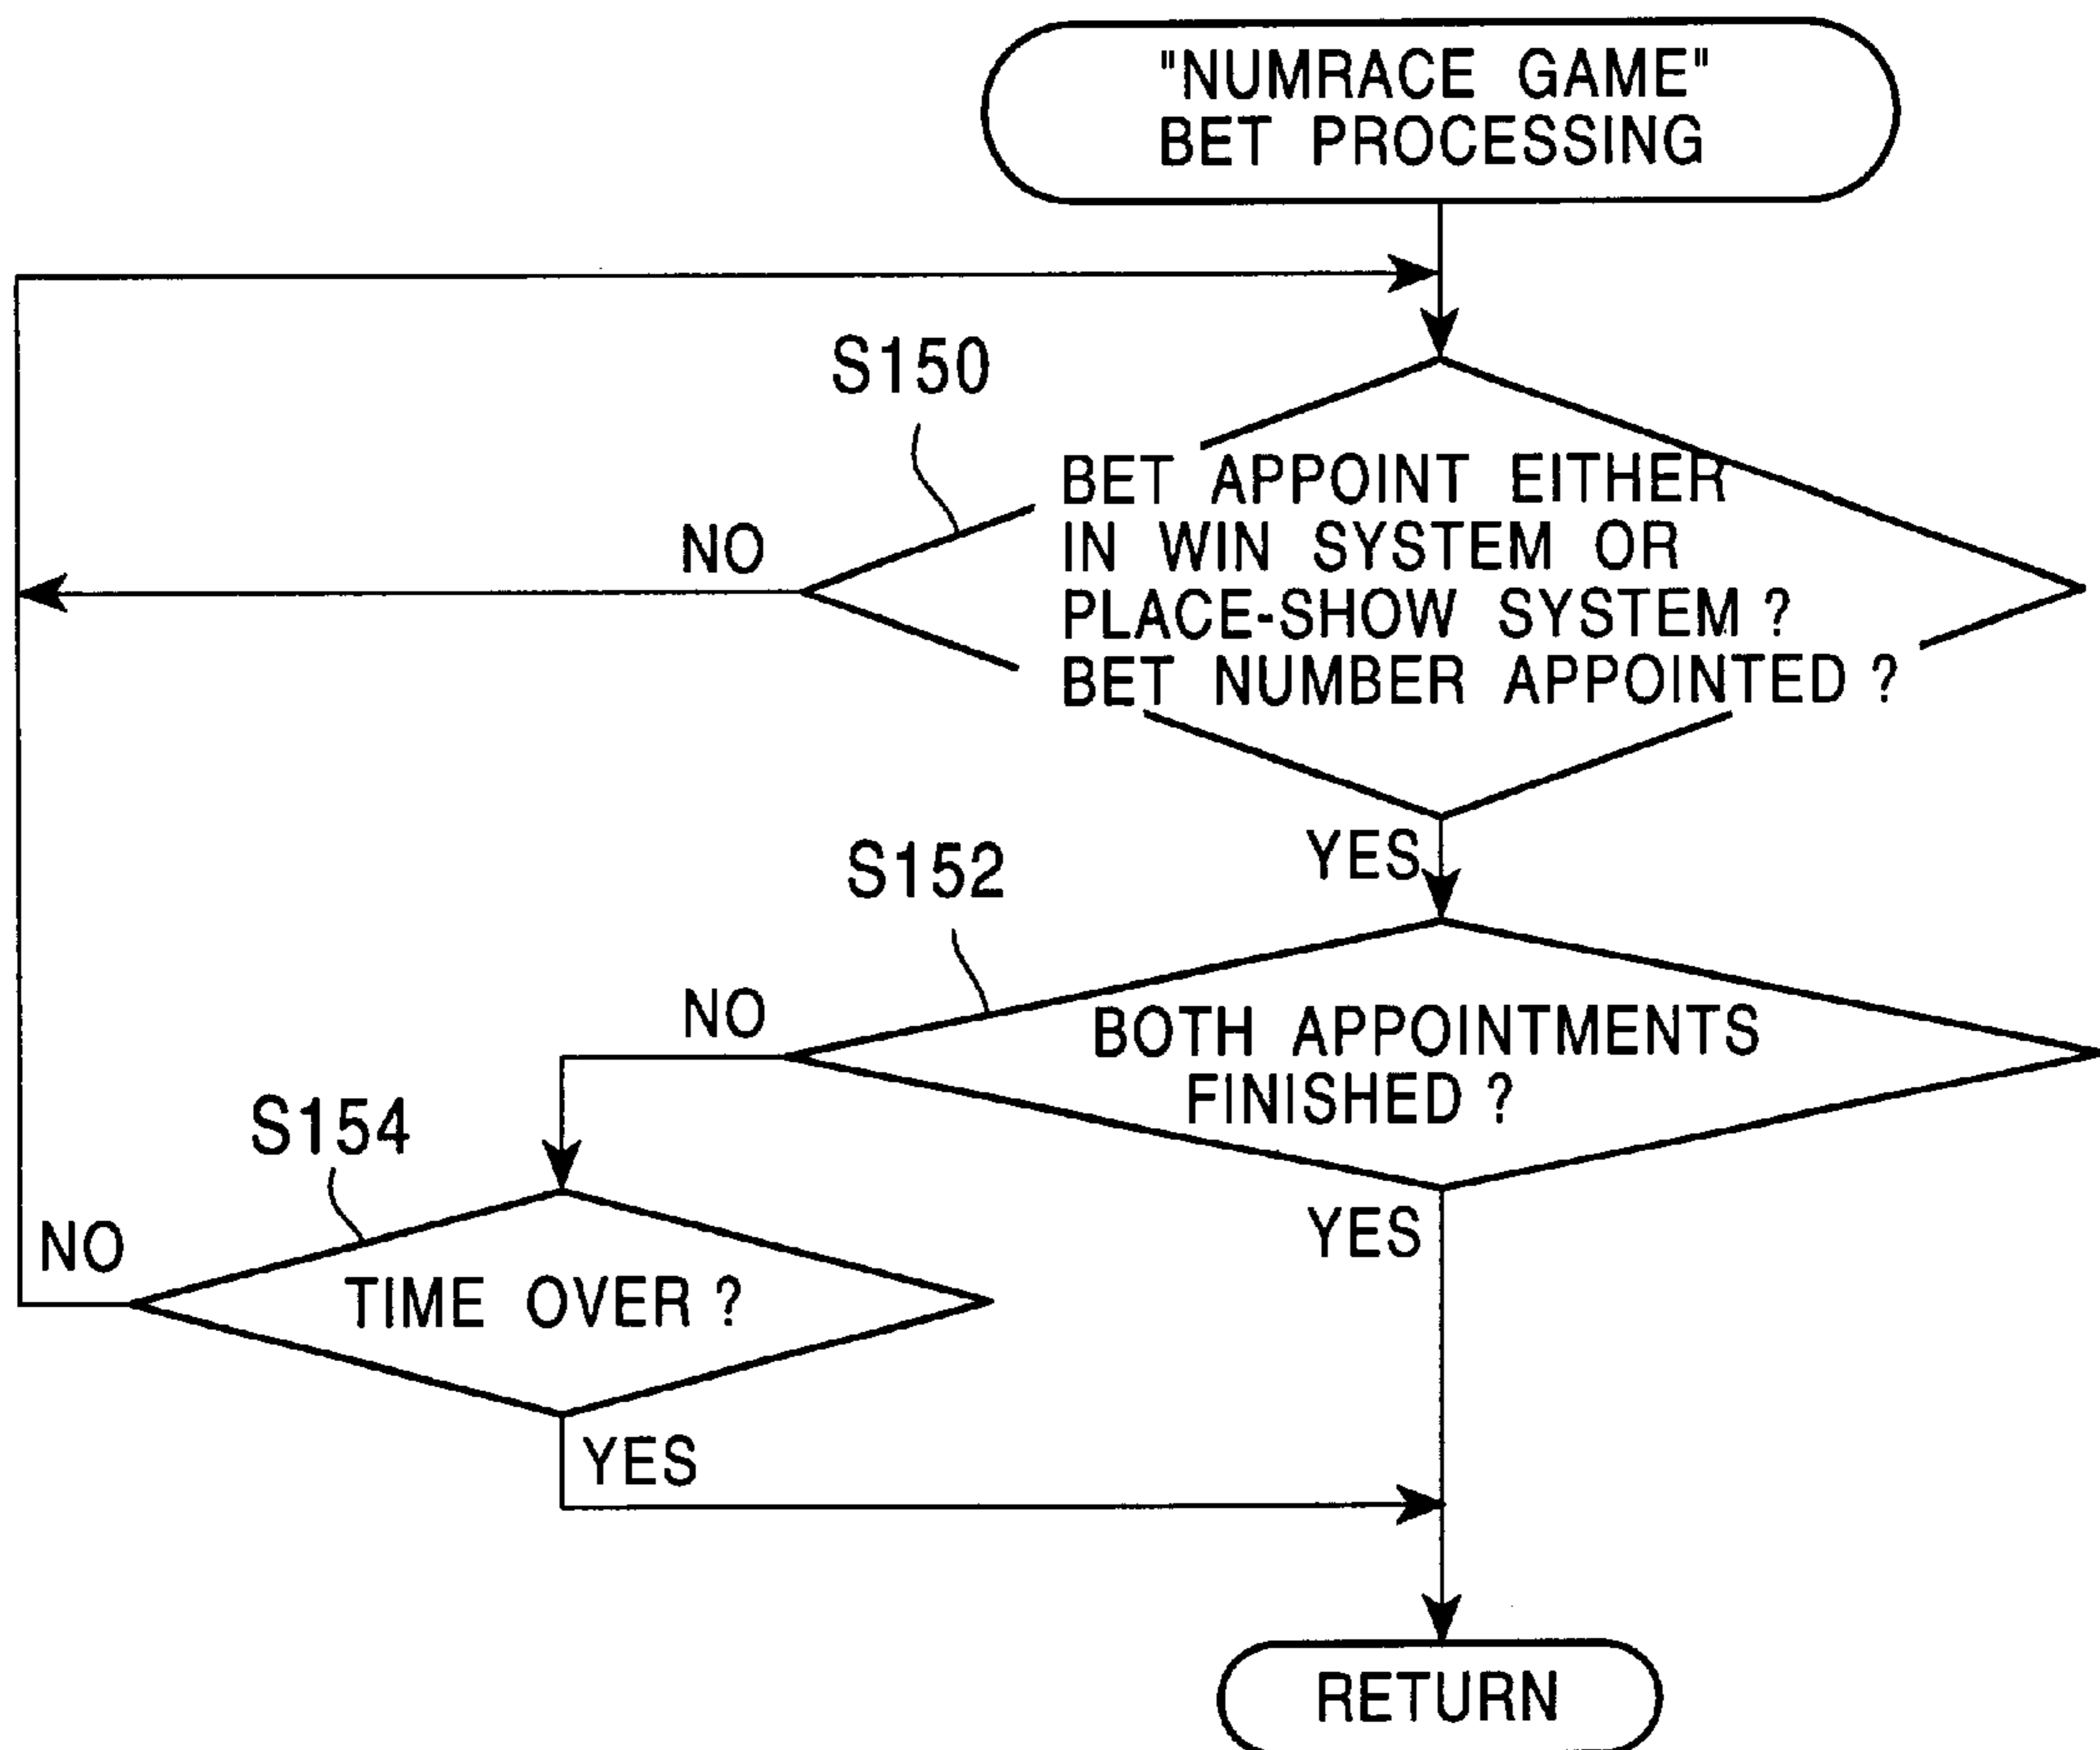 "NUMRACE GAME"
BET PROCESSING
S150
BET APPOINT EITHER
IN WIN SYSTEM OR
PLACE-SHOW SYSTEM ?
BET NUMBER APPOINTED ?
NO
YES
S152
BOTH APPOINTMENTS
FINISHED ?
NO
YES
S154
TIME OVER ?
NO
YES
RETURN